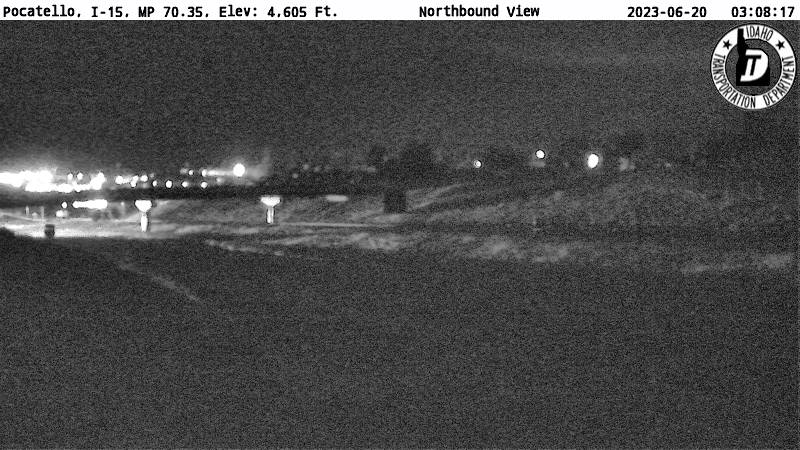 Pocatello, I-15, MP 70.35, Elev: 4,605 Ft. Northbound View 2023-06-20 03:08:17
IDAHO
TRANSPORTATION DEPARTMENT